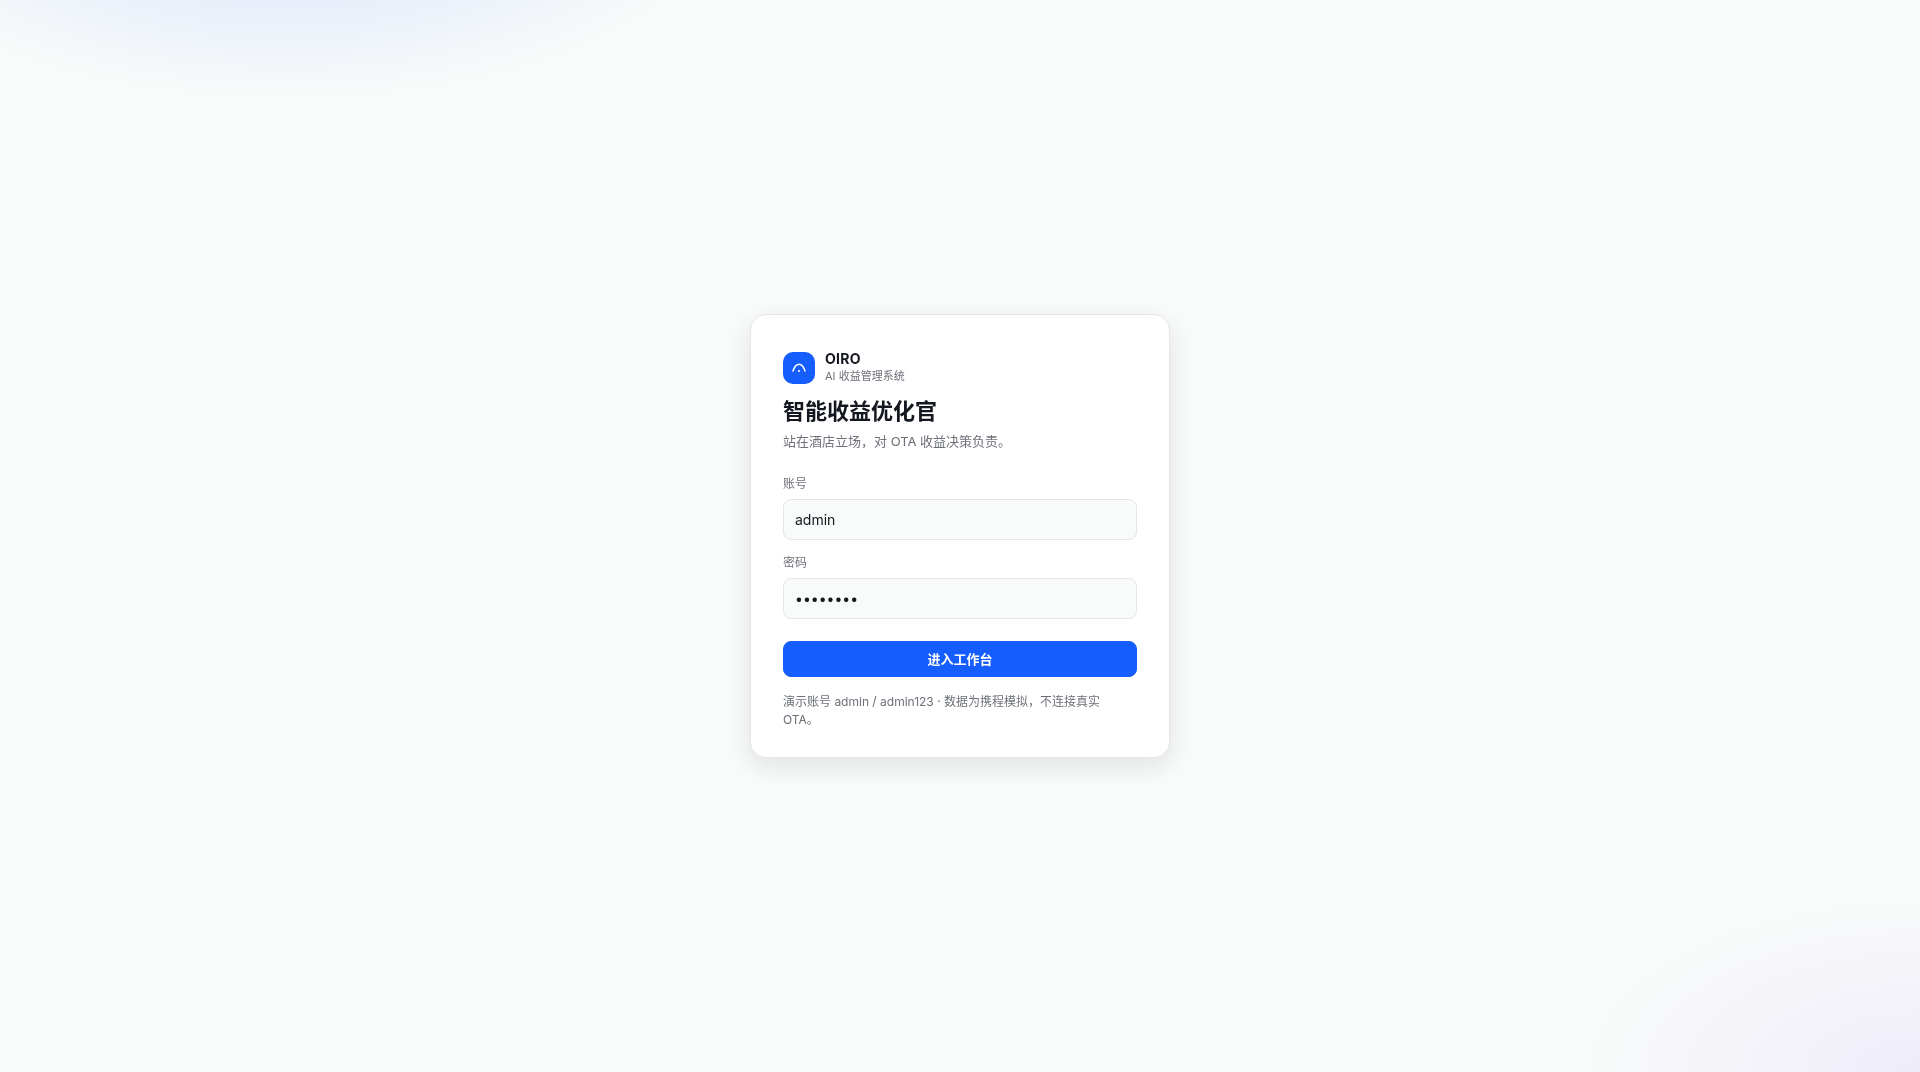 OIRO
AI 收益管理系统
智能收益优化官
站在酒店立场，对 OTA 收益决策负责。
账号
admin
密码
••••••••
进入工作台
演示账号 admin / admin123 · 数据为携程模拟，不连接真实
OTA。